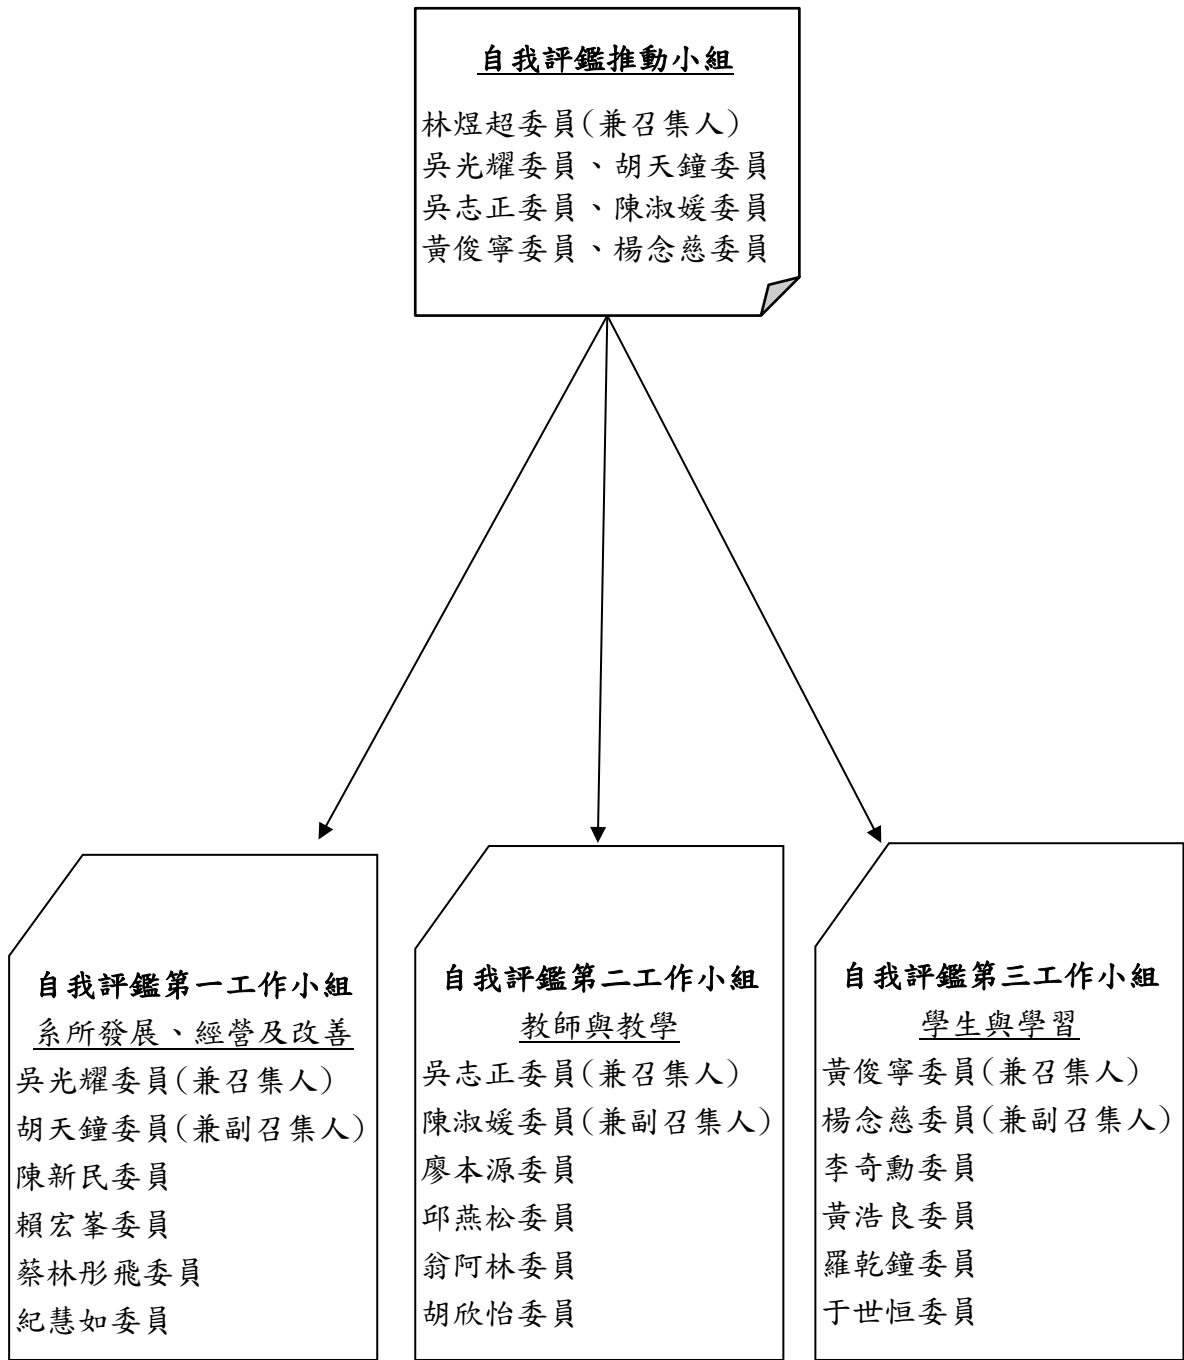 自我評鑑推動小組
林煜超委員(兼召集人)
吳光耀委員、胡天鐘委員
吳志正委員、陳淑媛委員
黃俊寧委員、楊念慈委員
自我評鑑第一工作小組
系所發展、經營及改善
吳光耀委員(兼召集人)
胡天鐘委員(兼副召集人)
陳新民委員
賴宏峯委員
蔡林彤飛委員
紀慧如委員
自我評鑑第二工作小組
教師與教學
吳志正委員(兼召集人)
陳淑媛委員(兼副召集人)
廖本源委員
邱燕松委員
翁阿林委員
胡欣怡委員
自我評鑑第三工作小組
學生與學習
黃俊寧委員(兼召集人)
楊念慈委員(兼副召集人)
李奇勳委員
黃浩良委員
羅乾鐘委員
于世恒委員